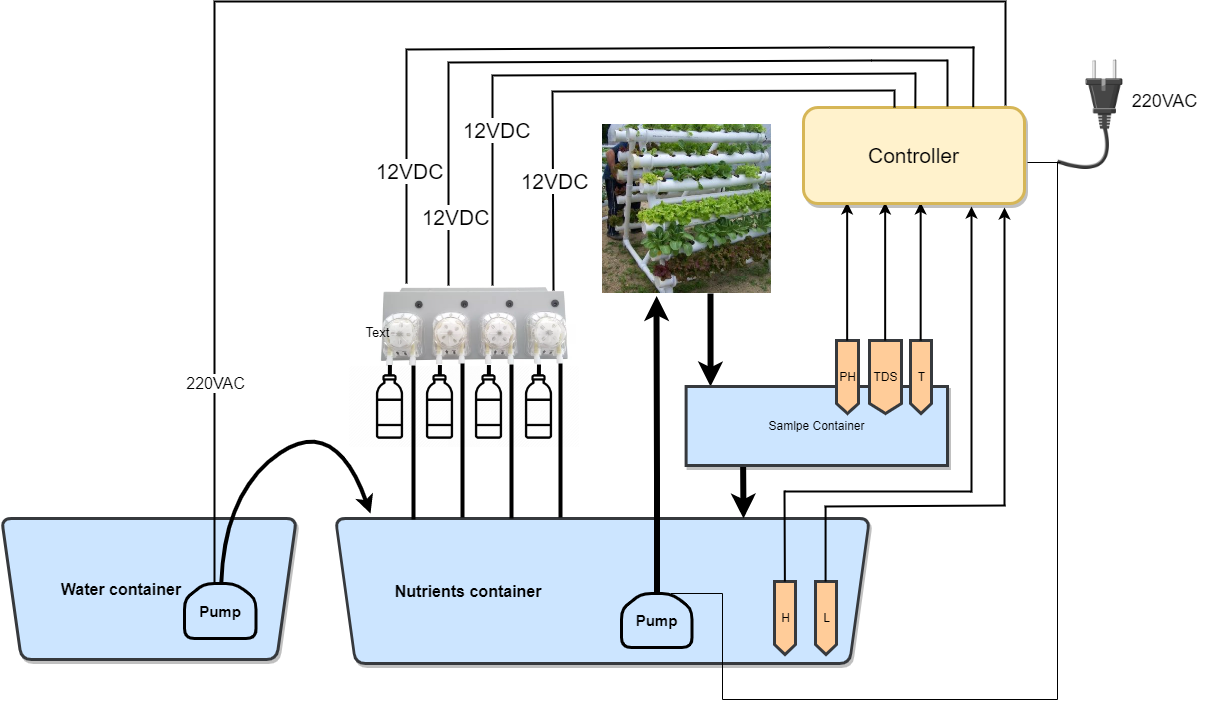 220VAC
Controller
12VDC
12VDC
12VDC
12VDC
Text
PH
TDS
T
220VAC
Samlpe Container
Water container
Pump
Nutrients container
Pump
H
L